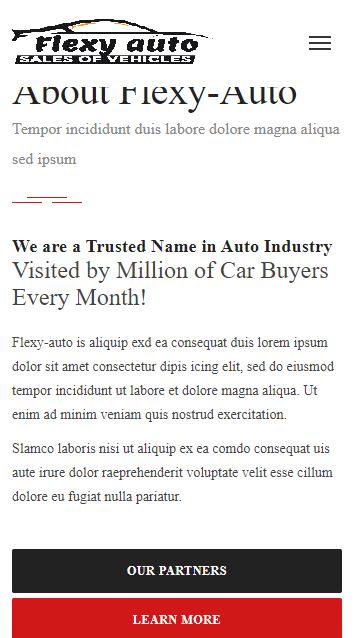 Flexy auto
SALES OF VEHICLES
About Flexy-Auto
Tempor incididunt duis labore dolore magna aliqua
sed ipsum
We are a Trusted Name in Auto Industry
Visited by Million of Car Buyers
Every Month!
Flexy-auto is aliquip exd ea consequat duis lorem ipsum
dolor sit amet consectetur dipis icing elit, sed do eiusmod
tempor incididunt ut labore et dolore magna aliqua. Ut
enim ad minim veniam quis nostrud exercitation.
Slamco laboris nisi ut aliquip ex ea comdo consequat uis
aute irure dolor raeprehenderit voluptate velit esse cillum
dolore eu fugiat nulla pariatur.
OUR PARTNERS
LEARN MORE